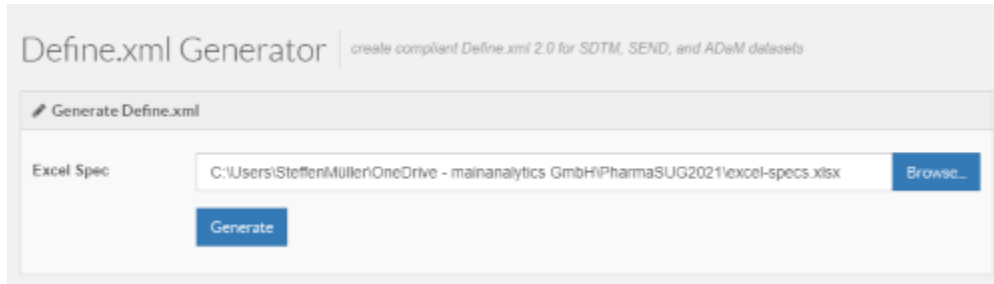 Define.xml Generator create compliant Define.xml 2.0 for SDTM, SEND, and ADaM datasets
Generate Define.xml
Excel Spec C:\Users\SteffenMüller\OneDrive - mainanalytics GmbH\PharmaSUG2021\excel-specs.xlsx Browse...
Generate